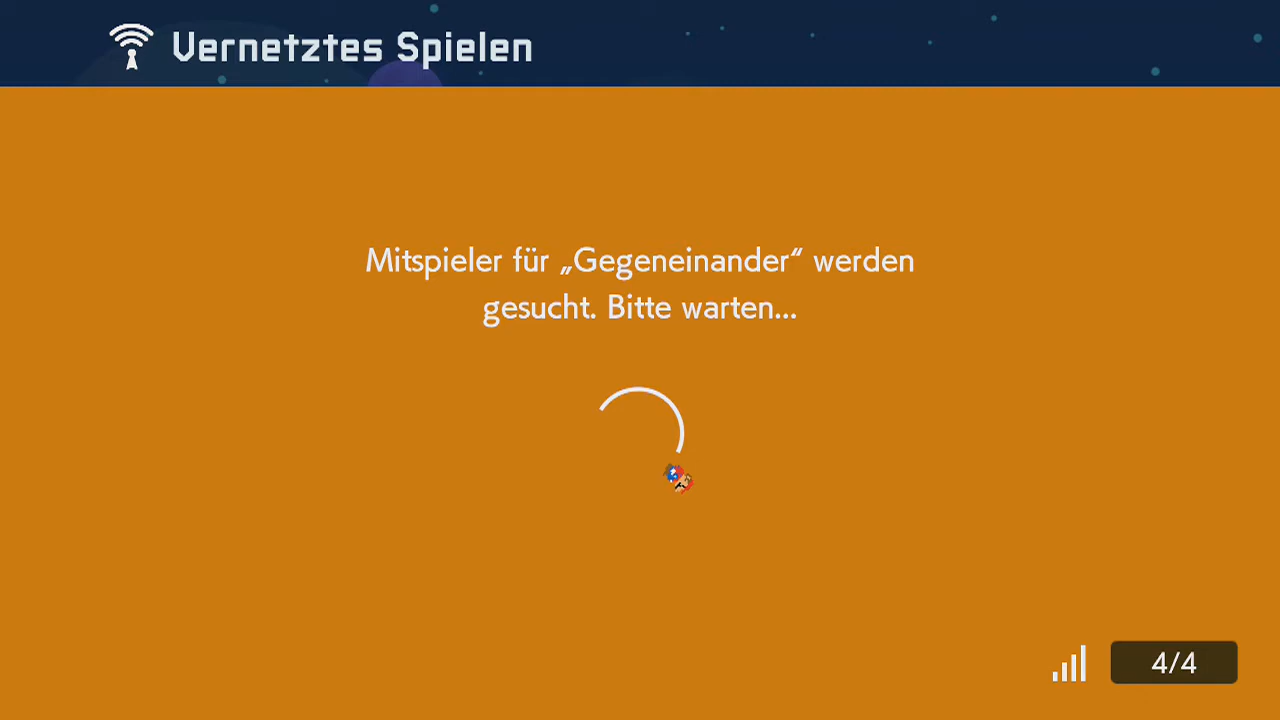 Vernetztes Spielen
Mitspieler für „Gegeneinander“ werden
gesucht. Bitte warten...
4/4